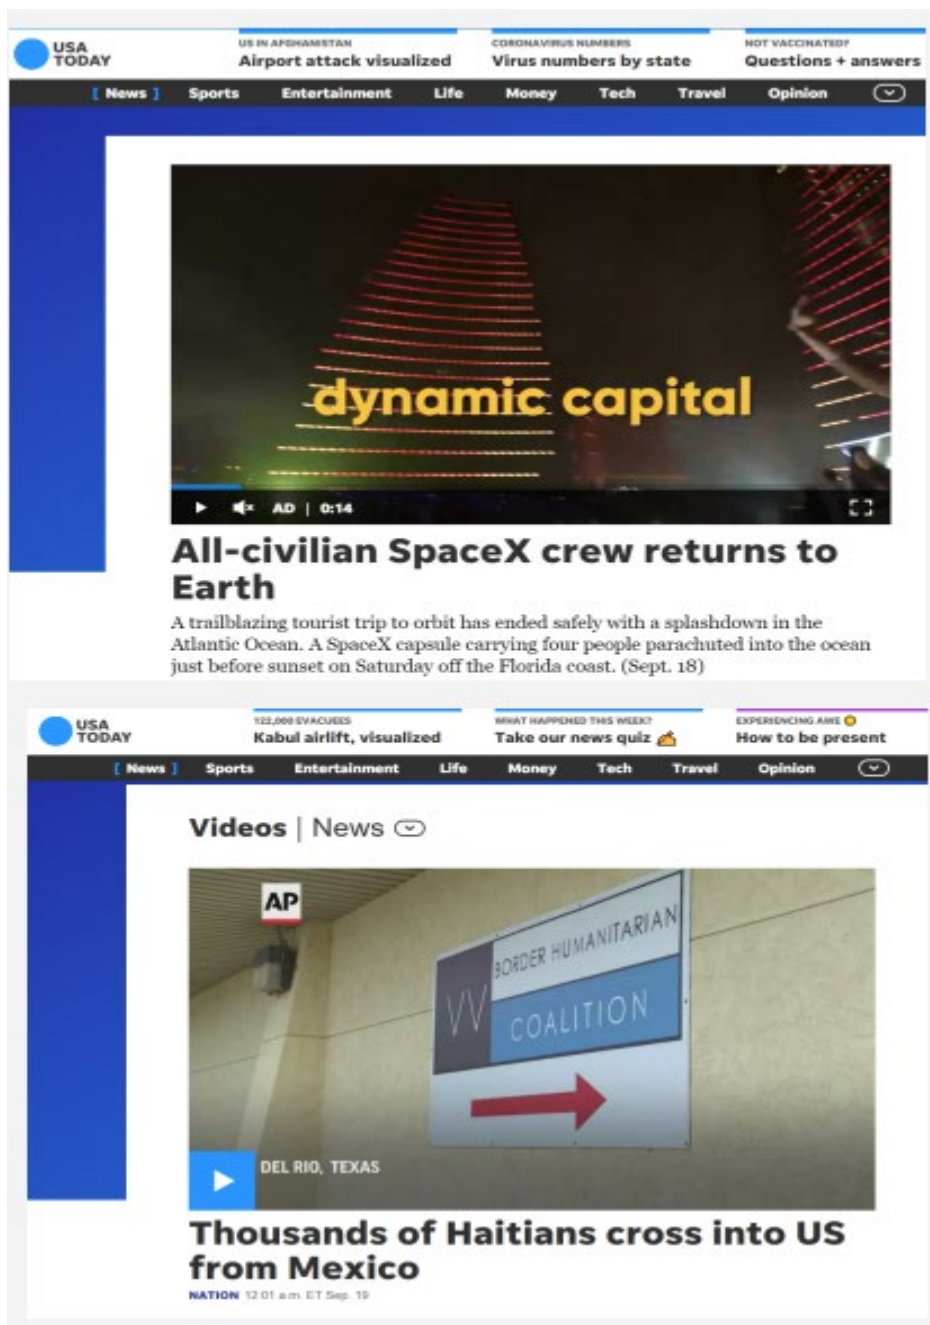 USA TODAY
US IN AFGHANISTAN
Airport attack visualized
CORONAVIRUS NUMBERS
Virus numbers by state
NOT VACCINATED?
Questions + answers
[ News ] Sports Entertainment Life Money Tech Travel Opinion
dynamic capital
AD | 0:14
All-civilian SpaceX crew returns to
Earth
A trailblazing tourist trip to orbit has ended safely with a splashdown in the
Atlantic Ocean. A SpaceX capsule carrying four people parachuted into the ocean
just before sunset on Saturday off the Florida coast. (Sept. 18)
USA TODAY
122,000 EVACUEES
Kabul airlift, visualized
WHAT HAPPENED THIS WEEK?
Take our news quiz ✍️
EXPERIENCING AWE
How to be present
[ News ] Sports Entertainment Life Money Tech Travel Opinion
Videos | News
AP
VV
BORDER HUMANITARIAN
COALITION
DEL RIO, TEXAS
Thousands of Haitians cross into US
from Mexico
NATION 12:01 a.m. ET Sep. 19